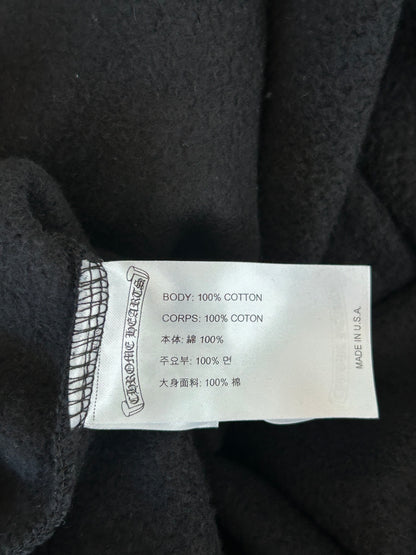 CHROME HEARTS
BODY: 100% COTTON
CORPS: 100% COTON
本体: 綿 100%
주요부: 100% 면
大身面料: 100% 棉
MADE IN U.S.A.